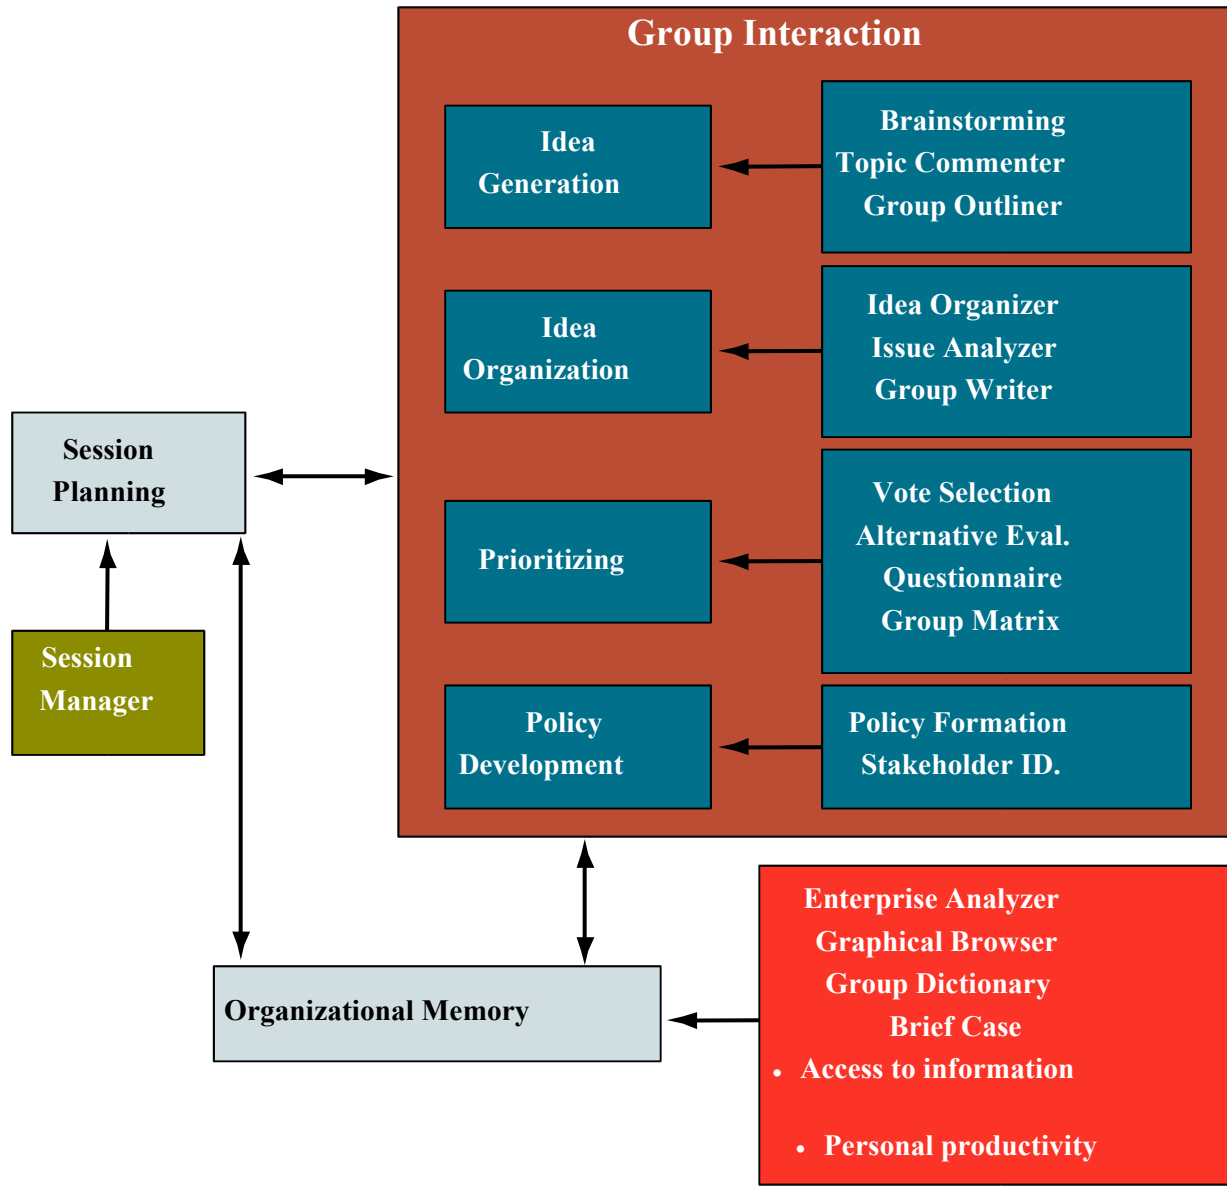 Group Interaction
Idea
Generation
Brainstorming
Topic Commenter
Group Outliner
Idea
Organization
Idea Organizer
Issue Analyzer
Group Writer
Session
Planning
Prioritizing
Vote Selection
Alternative Eval.
Questionnaire
Group Matrix
Session
Manager
Policy
Development
Policy Formation
Stakeholder ID.
Organizational Memory
Enterprise Analyzer
Graphical Browser
Group Dictionary
Brief Case
• Access to information
• Personal productivity